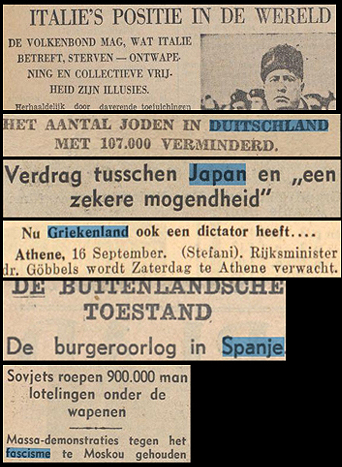 ITALIE'S POSITIE IN DE WERELD
DE VOLKENBOND MAG, WAT ITALIE
BETREFT, STERVEN — ONTWAPE-
NING EN COLLECTIEVE VRIJ-
HEID ZIJN ILLUSIES.
Herhaaldelijk door daverende toejuichingen
HET AANTAL JODEN IN DUITSCHLAND
MET 107.000 VERMINDERD.
Verdrag tusschen Japan en „een
zekere mogendheid”
Nu Griekenland ook een dictator heeft....
Athene, 16 September. (Stefani). Rijksminister
dr. Göbbels wordt Zaterdag te Athene verwacht.
DE BUITENLANDSCHE
TOESTAND
De burgeroorlog in Spanje.
Sovjets roepen 900.000 man
lotelingen onder de
wapenen
Massa-demonstraties tegen het
fascisme te Moskou gehouden